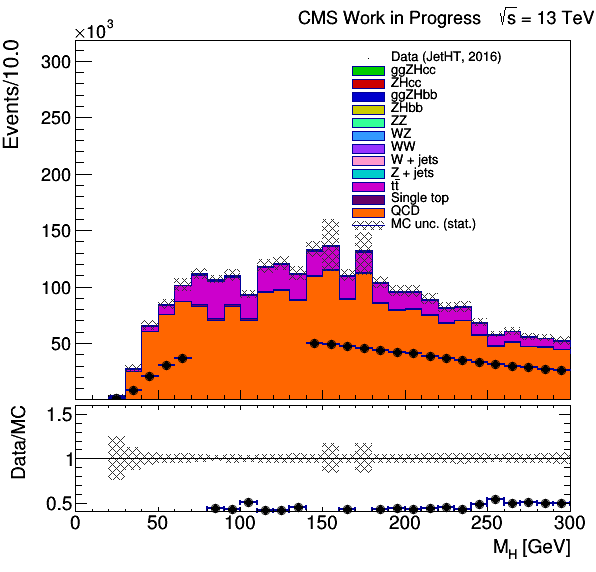 CMS Work in Progress √s = 13 TeV
×10³
Events/10.0
300
250
200
150
100
50
Data (JetHT, 2016)
ggZHcc
ZHcc
ggZHbb
ZHbb
ZZ
WZ
WW
W + jets
Z + jets
tt̄
Single top
QCD
MC unc. (stat.)
Data/MC
1.5
1
0.5
0 50 100 150 200 250 300
M_H [GeV]